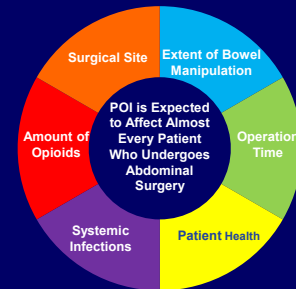 Surgical Site
Extent of Bowel
Manipulation
Amount of
Opioids
POI is Expected
to Affect Almost
Every Patient
Who Undergoes
Abdominal
Surgery
Operation
Time
Systemic
Infections
Patient Health